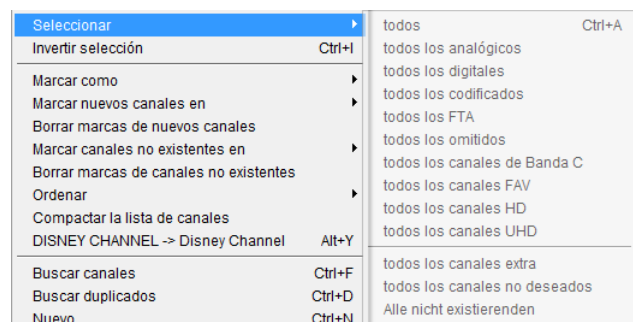 Seleccionar
Invertir selección Ctrl+I
Marcar como
Marcar nuevos canales en
Borrar marcas de nuevos canales
Marcar canales no existentes en
Borrar marcas de canales no existentes
Ordenar
Compactar la lista de canales
DISNEY CHANNEL -> Disney Channel Alt+Y
Buscar canales Ctrl+F
Buscar duplicados Ctrl+D
Nuevo Ctrl+N
todos Ctrl+A
todos los analógicos
todos los digitales
todos los codificados
todos los FTA
todos los omitidos
todos los canales de Banda C
todos los canales FAV
todos los canales HD
todos los canales UHD
todos los canales extra
todos los canales no deseados
Alle nicht existierenden